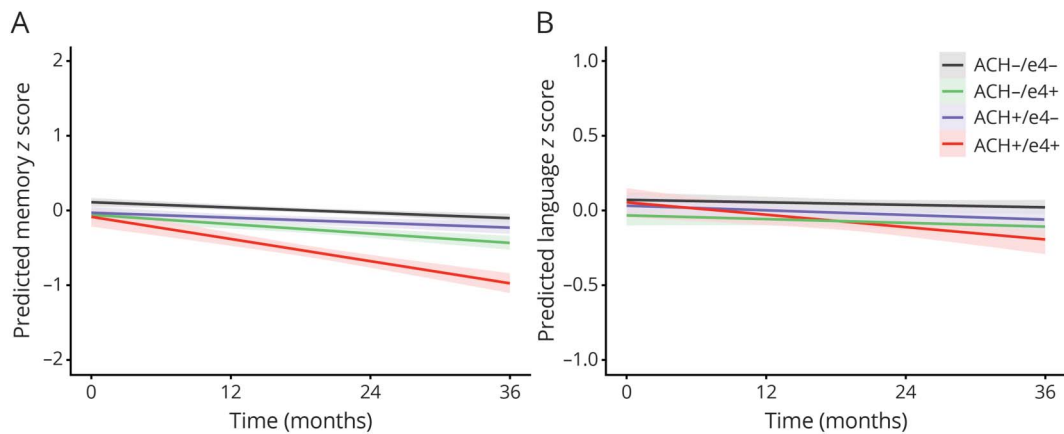 A
Predicted memory z score
2
1
0
–1
–2
0 12 24 36
Time (months)
B
Predicted language z score
1.0
0.5
0.0
–0.5
–1.0
0 12 24 36
Time (months)
ACH–/e4–
ACH–/e4+
ACH+/e4–
ACH+/e4+